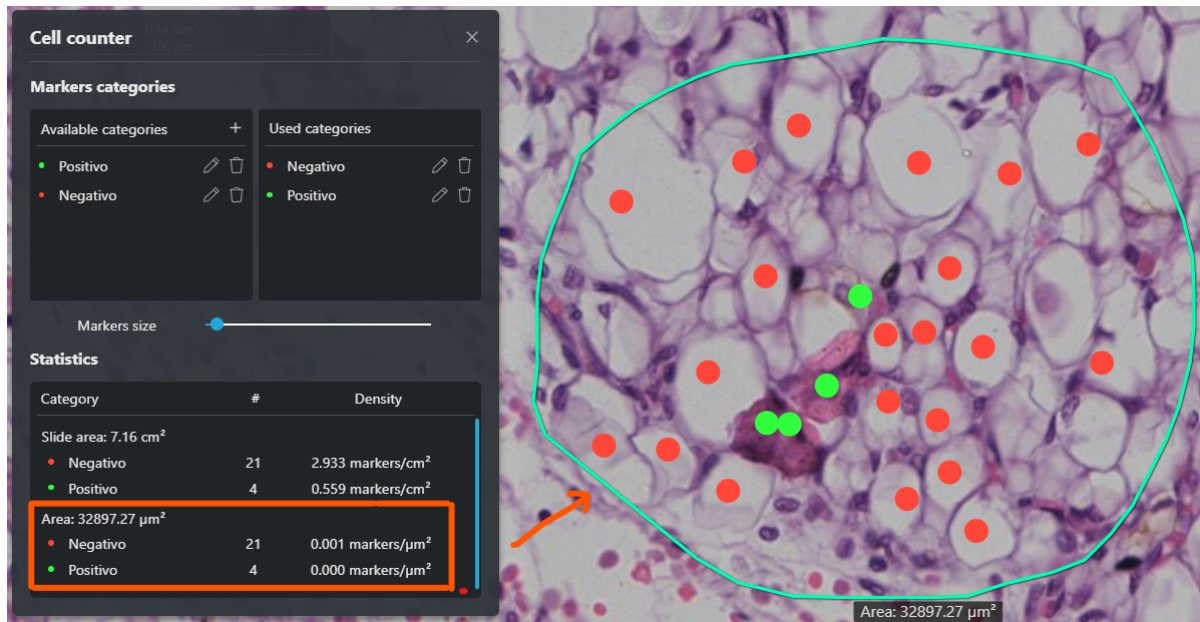 Cell counter
Markers categories
Available categories +
Positivo
Negativo
Used categories
Negativo
Positivo
Markers size
Statistics
Category # Density
Slide area: 7.16 cm²
Negativo 21 2.933 markers/cm²
Positivo 4 0.559 markers/cm²
Area: 32897.27 µm²
Negativo 21 0.001 markers/µm²
Positivo 4 0.000 markers/µm²
Area: 32897.27 µm²